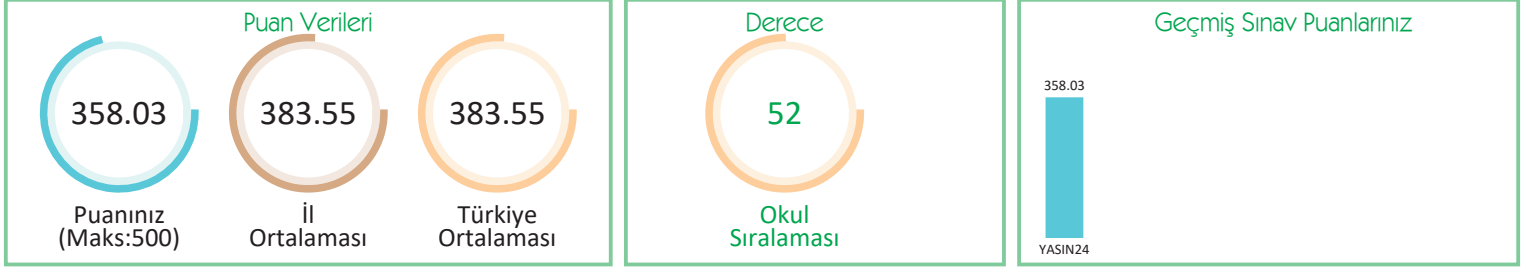 Puan Verileri
358.03
383.55
383.55
Puanınız
(Maks:500)
İl
Ortalaması
Türkiye
Ortalaması
Derece
52
Okul
Sıralaması
Geçmiş Sınav Puanlarınız
358.03
YASIN24